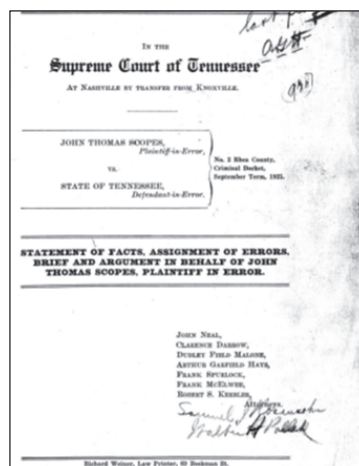 IN THE
Supreme Court of Tennessee
AT NASHVILLE BY TRANSFER FROM KNOXVILLE.
JOHN THOMAS SCOPES,
Plaintiff-in-Error,
vs.
STATE OF TENNESSEE,
Defendant-in-Error.
No. 2 Rhea County,
Criminal Docket,
September Term, 1925.
STATEMENT OF FACTS, ASSIGNMENT OF ERRORS,
BRIEF AND ARGUMENT IN BEHALF OF JOHN
THOMAS SCOPES, PLAINTIFF IN ERROR.
JOHN NEAL,
CLARENCE DARROW,
DUDLEY FIELD MALONE,
ARTHUR GARFIELD HAYS,
FRANK SPURLOCK,
FRANK McELWEE,
ROBERT S. KEEBLER,
Attorneys.
Samuel Rosensohn
Walter H Pollak
Richard Weiner, Law Printer, 69 Beekman St.